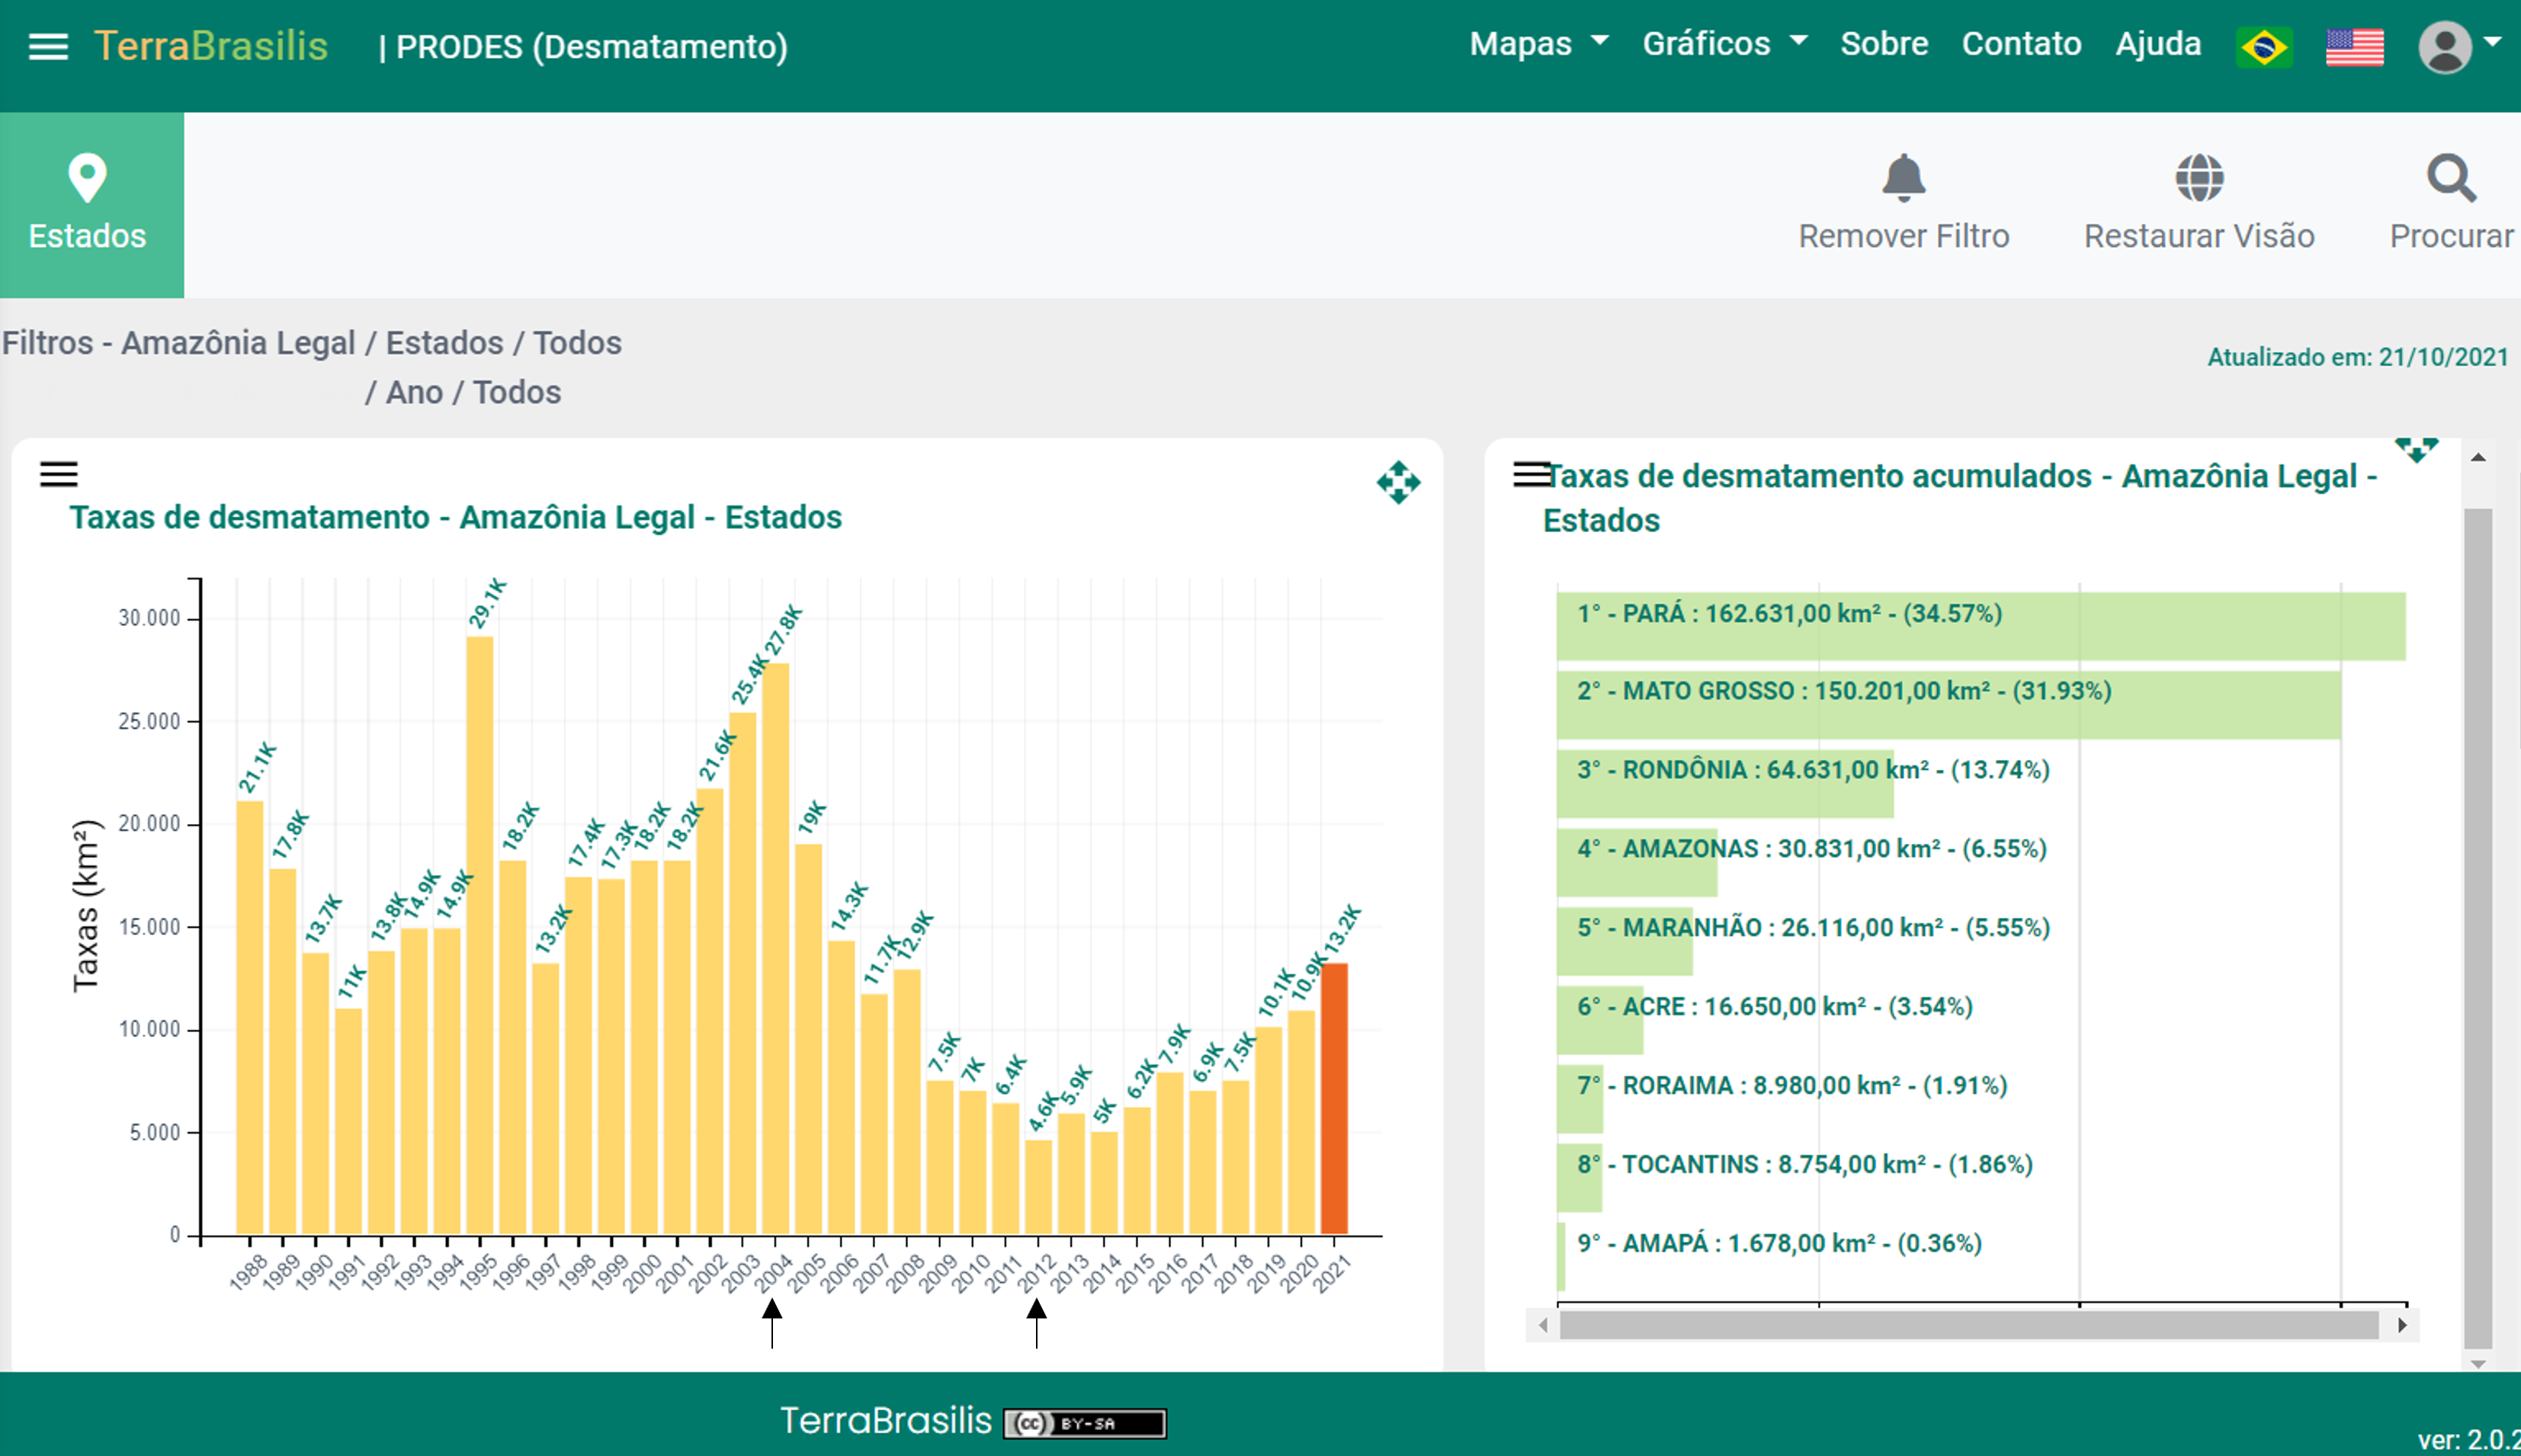 TerraBrasilis | PRODES (Desmatamento) Mapas Gráficos Sobre Contato Ajuda
Estados
Remover Filtro Restaurar Visão Procurar
Filtros - Amazônia Legal / Estados / Todos
/ Ano / Todos
Atualizado em: 21/10/2021
Taxas de desmatamento - Amazônia Legal - Estados
Taxas (km²)
30.000
25.000
20.000
15.000
10.000
5.000
0
21.1K
17.8K
13.7K
11K
13.8K
14.9K
14.9K
29.1K
18.2K
13.2K
17.4K
17.3K
18.2K
18.2K
21.6K
25.4K
27.8K
19K
14.3K
11.7K
12.9K
7.5K
7K
6.4K
4.6K
5.9K
5K
6.2K
7.9K
6.9K
7.5K
10.1K
10.9K
13.2K
1988
1989
1990
1991
1992
1993
1994
1995
1996
1997
1998
1999
2000
2001
2002
2003
2004
2005
2006
2007
2008
2009
2010
2011
2012
2013
2014
2015
2016
2017
2018
2019
2020
2021
Taxas de desmatamento acumulados - Amazônia Legal -
Estados
1° - PARÁ : 162.631,00 km² - (34.57%)
2° - MATO GROSSO : 150.201,00 km² - (31.93%)
3° - RONDÔNIA : 64.631,00 km² - (13.74%)
4° - AMAZONAS : 30.831,00 km² - (6.55%)
5° - MARANHÃO : 26.116,00 km² - (5.55%)
6° - ACRE : 16.650,00 km² - (3.54%)
7° - RORAIMA : 8.980,00 km² - (1.91%)
8° - TOCANTINS : 8.754,00 km² - (1.86%)
9° - AMAPÁ : 1.678,00 km² - (0.36%)
TerraBrasilis (cc) BY-SA
ver: 2.0.2